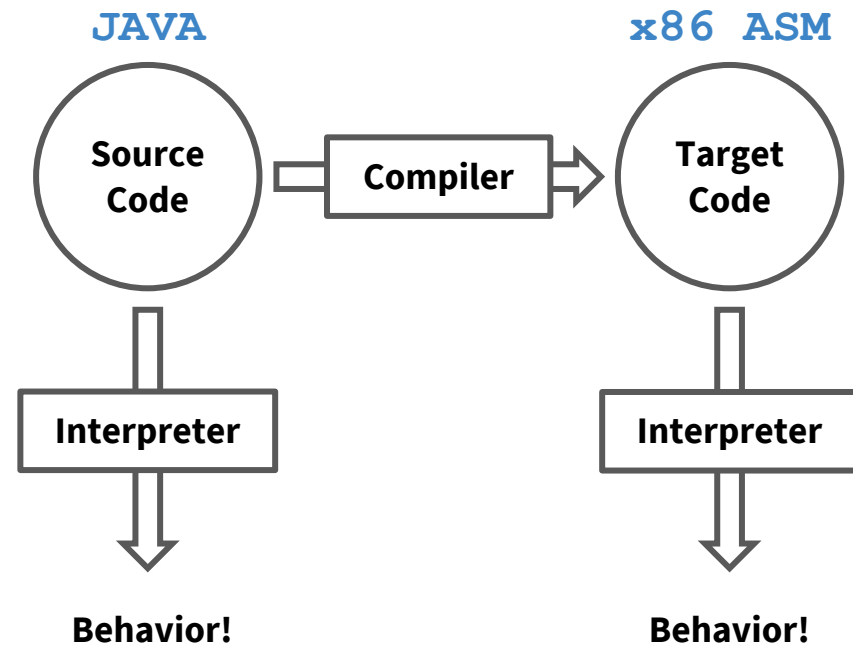 JAVA
x86 ASM
Source
Code
Compiler
Target
Code
Interpreter
Interpreter
Behavior!
Behavior!